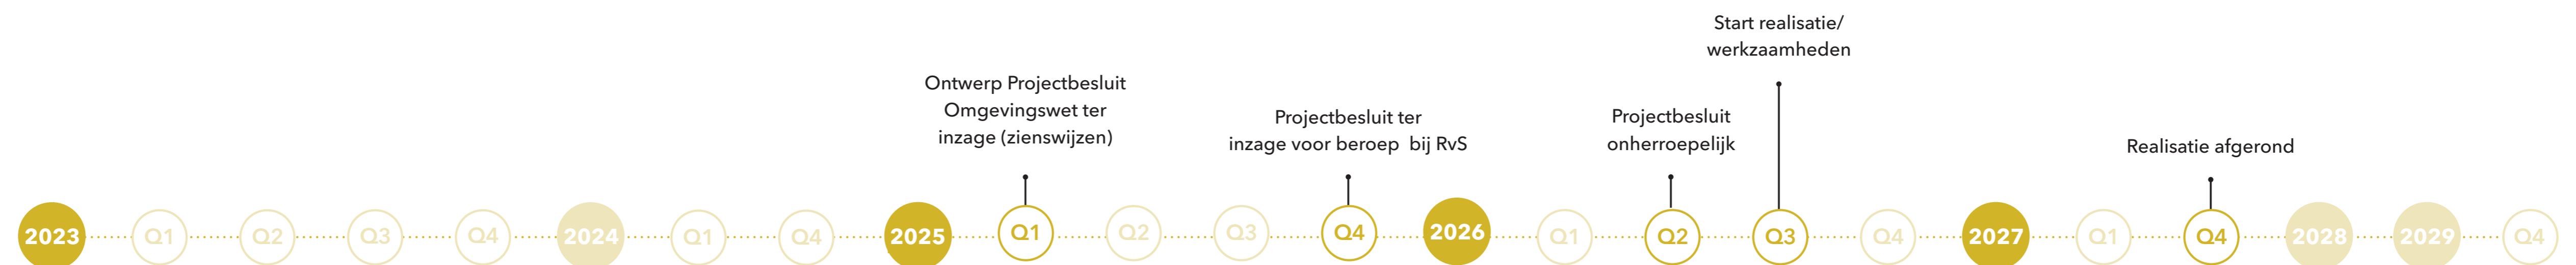 Start realisatie/
werkzaamheden
Ontwerp Projectbesluit
Omgevingswet ter
inzage (zienswijzen)
Projectbesluit ter
inzage voor beroep  bij RvS
Projectbesluit
onherroepelijk
Realisatie afgerond
2023 Q1 Q2 Q3 Q4 2024 Q1 Q4 2025 Q1 Q2 Q3 Q4 2026 Q1 Q2 Q3 Q4 2027 Q1 Q4 2028 2029 Q4